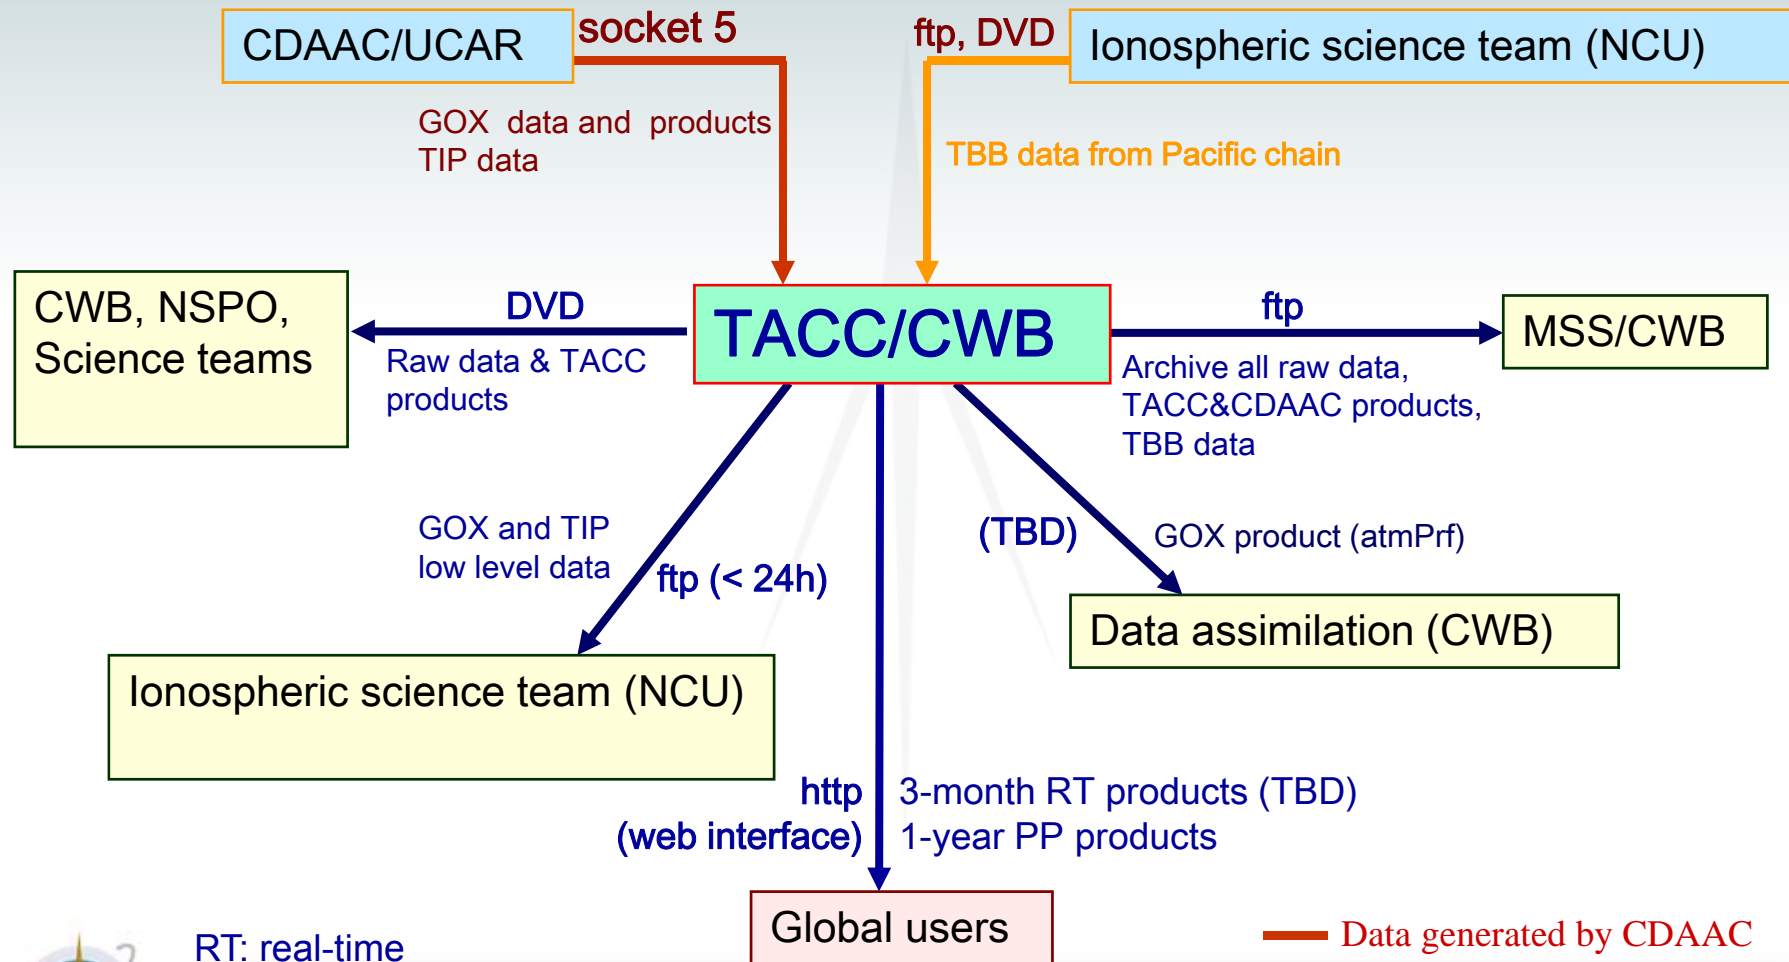 CDAAC/UCAR
socket 5
ftp, DVD
Ionospheric science team (NCU)
GOX data and products
TIP data
TBB data from Pacific chain
CWB, NSPO,
Science teams
DVD
Raw data & TACC
products
TACC/CWB
ftp
Archive all raw data,
TACC&CDAAC products,
TBB data
MSS/CWB
GOX and TIP
low level data
ftp (< 24h)
(TBD)
GOX product (atmPrf)
Data assimilation (CWB)
Ionospheric science team (NCU)
http
(web interface)
3-month RT products (TBD)
1-year PP products
Global users
RT: real-time
Data generated by CDAAC